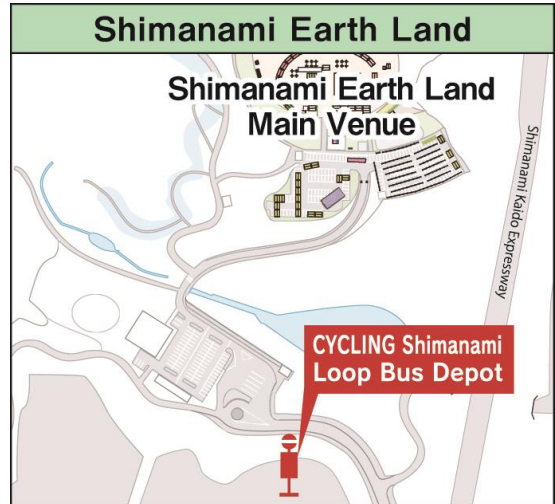 Shimanami Earth Land
Shimanami Earth Land
Main Venue
Shimanami Kaido Expressway
CYCLING Shimanami
Loop Bus Depot